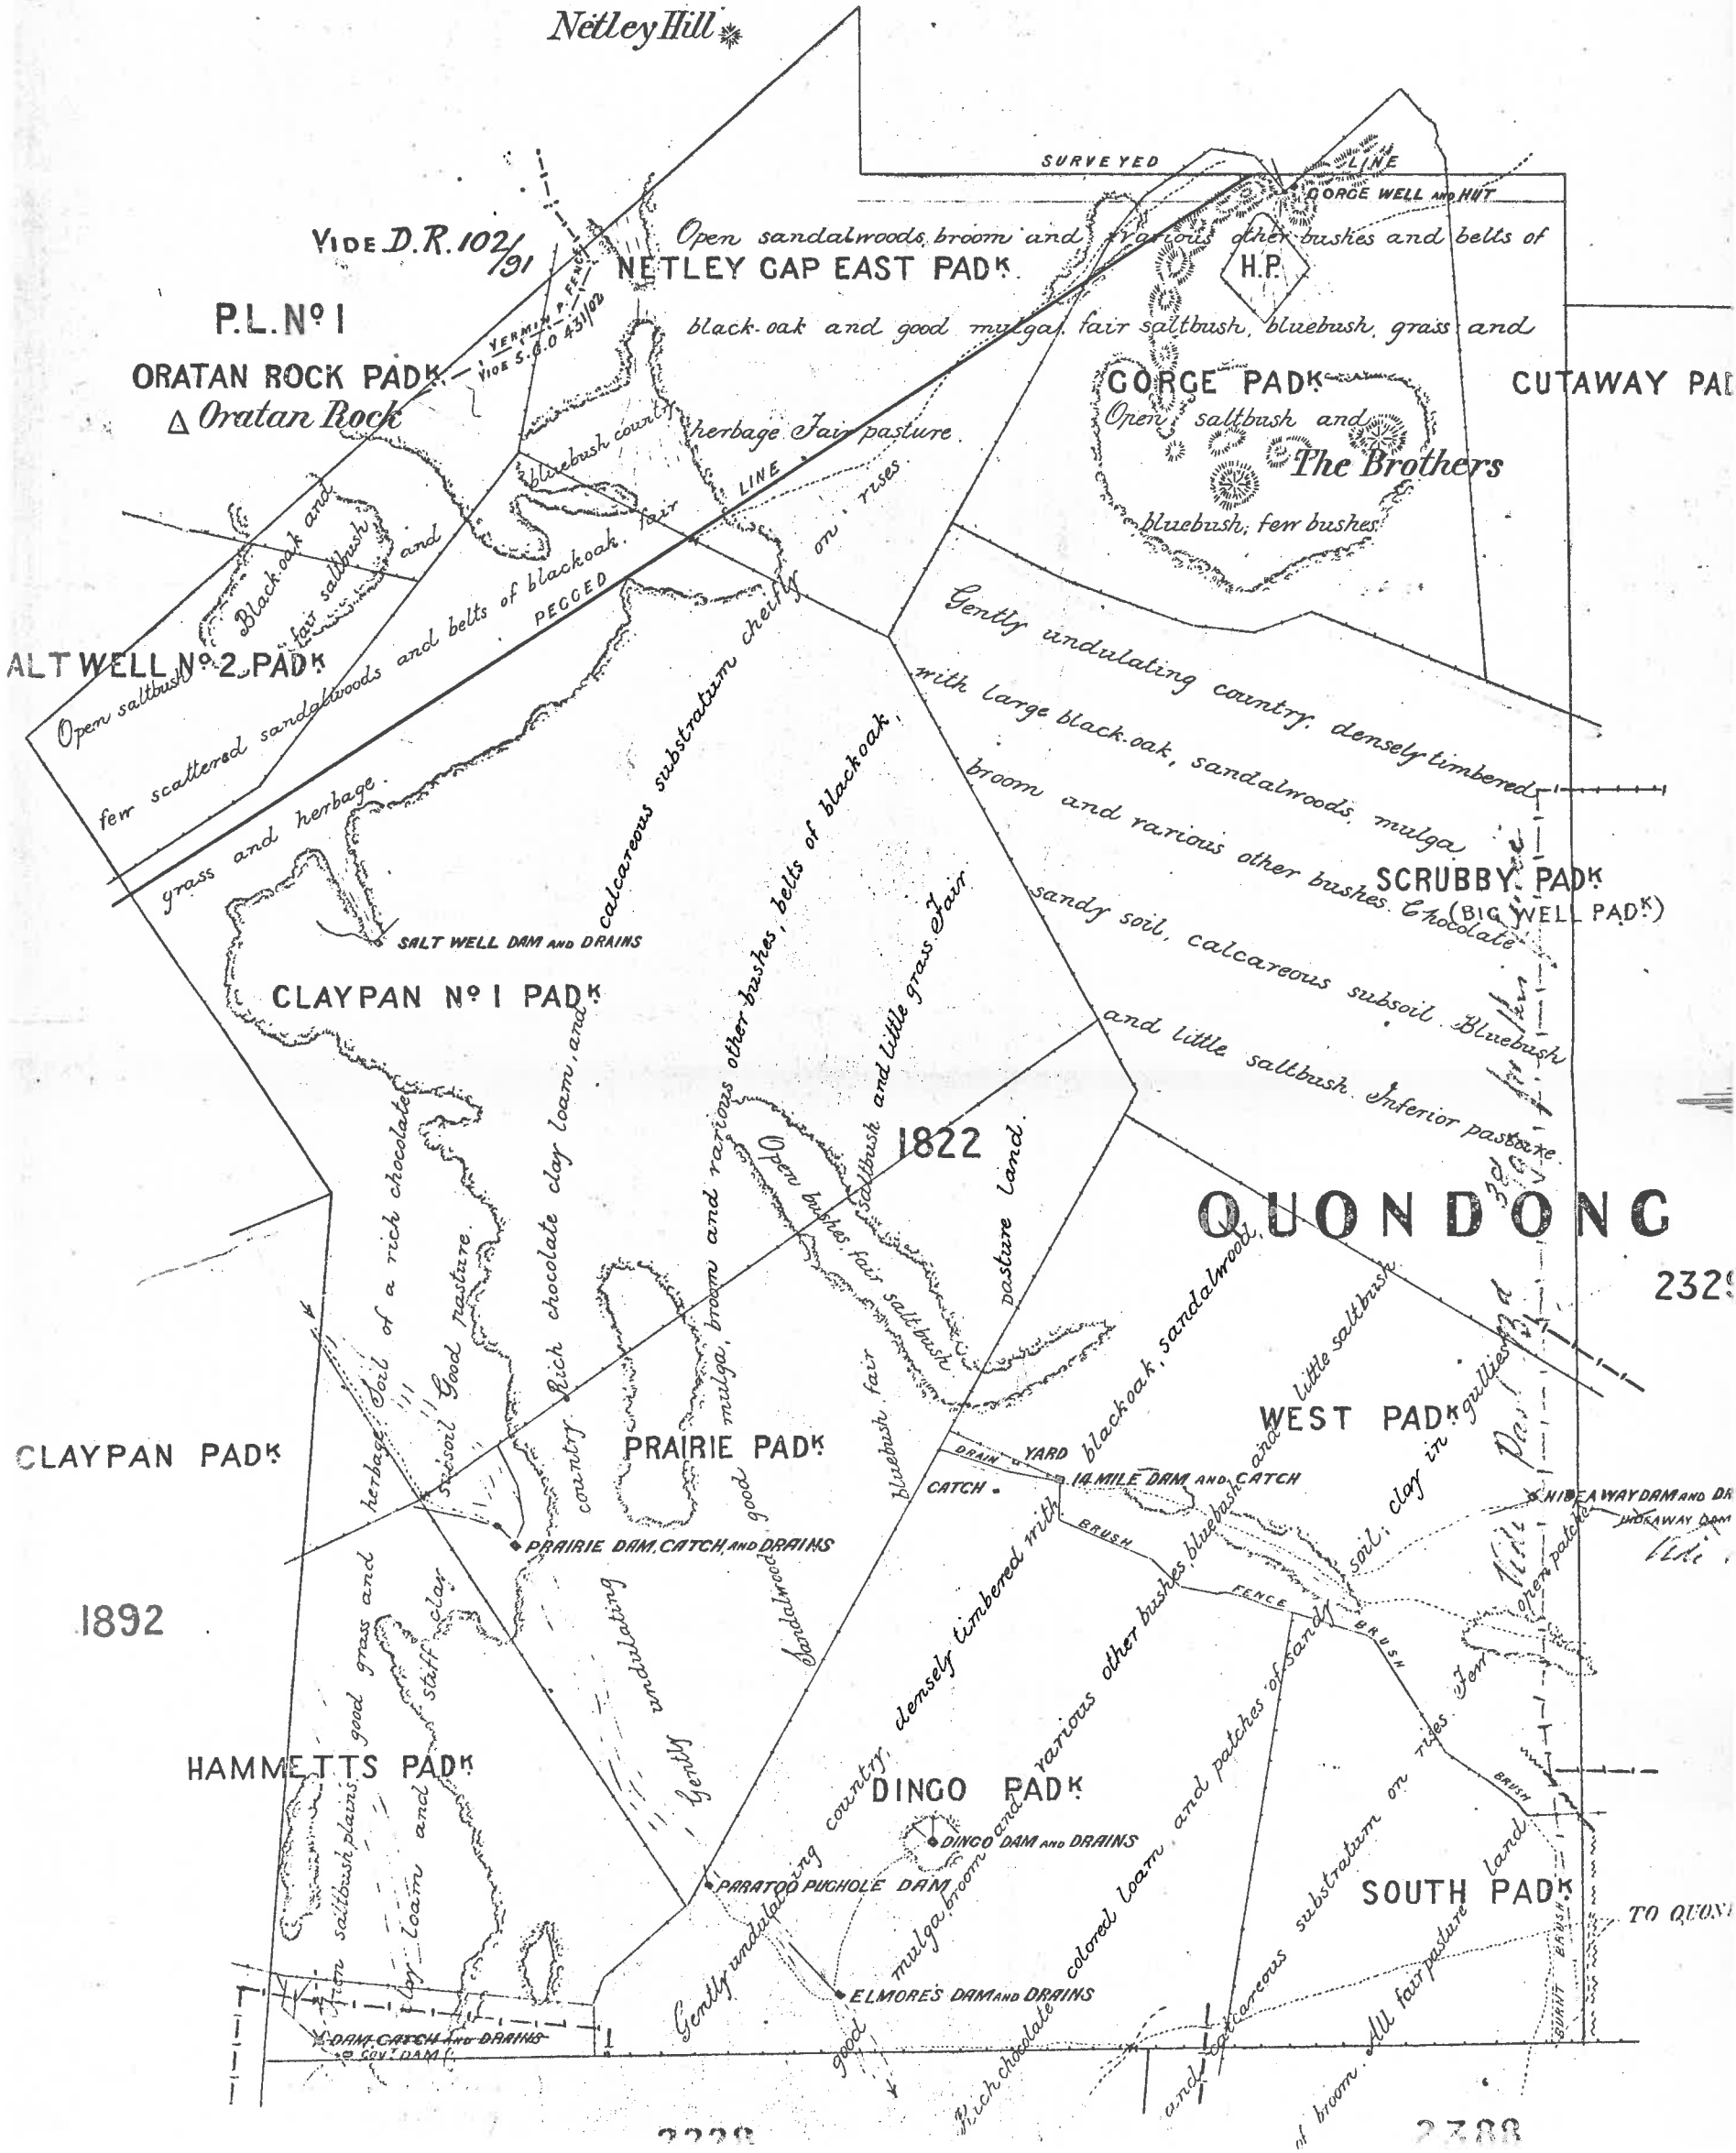 Netley Hill
SURVEYED LINE
GORGE WELL AND HUT
VIDE D.R. 102/91
Open sandalwoods, broom and various other bushes and belts of
NETLEY GAP EAST PADK.
H.P.
VERMIN P. FENCE
VIDE S.G.O 431/02
P.L. No 1
black-oak and good mulga, fair saltbush, bluebush, grass and
ORATAN ROCK PADK.
GORGE PADK
CUTAWAY PAD
Oratan Rock
Open saltbush and
bluebush country
herbage. Fair pasture.
The Brothers
bluebush; few bushes.
LINE
PEGGED
Black-oak and
fair saltbush
ALT WELL No 2 PADK
Open saltbush and
few scattered sandalwoods and belts of blackoak, fair
grass and herbage.
Gently undulating country, densely timbered
with large black-oak, sandalwoods, mulga
broom and various other bushes. Chocolate
sandy soil, calcareous subsoil. Bluebush
and little saltbush. Inferior pasture.
SCRUBBY PADK
(BIG WELL PADK)
SALT WELL DAM AND DRAINS
CLAYPAN No 1 PADK
herbage. Soil of a rich chocolate
subsoil Good pasture.
country. Rich chocolate clay loam, and calcareous substratum cheifly on rises.
good mulga, broom and various other bushes, belts of blackoak,
bluebush, fair saltbush and little grass. Fair
pasture land.
1822
Open bushes, fair saltbush
QUONDONG
2329
WEST PADK
CLAYPAN PADK
PRAIRIE PADK
DRAIN
YARD
CATCH
14 MILE DAM AND CATCH
HIDEAWAY DAM AND DR
HIDEAWAY DAM
Vide
BRUSH
FENCE
BRUSH
PRAIRIE DAM, CATCH, AND DRAINS
1892
Gently undulating
Sandalwood good
HAMMETTS PADK
Open saltbush plains good grass and
clay loam and stiff clay
DINGO PADK
DINGO DAM AND DRAINS
PARATOO PUGHOLE DAM
SOUTH PADK
BRUSH
TO QUON
Gently undulating country, densely timbered with blackoak, sandalwood,
good mulga, broom and various other bushes, bluebush and little saltbush
Rich chocolate colored loam and patches of sandy soil, clay in gullies
and calcareous substratum on rises. Few open patches
of broom. All fair pasture land
ELMORE'S DAM AND DRAINS
BURNT BRUSH
DAM CATCH AND DRAINS
GOVT DAM
2388